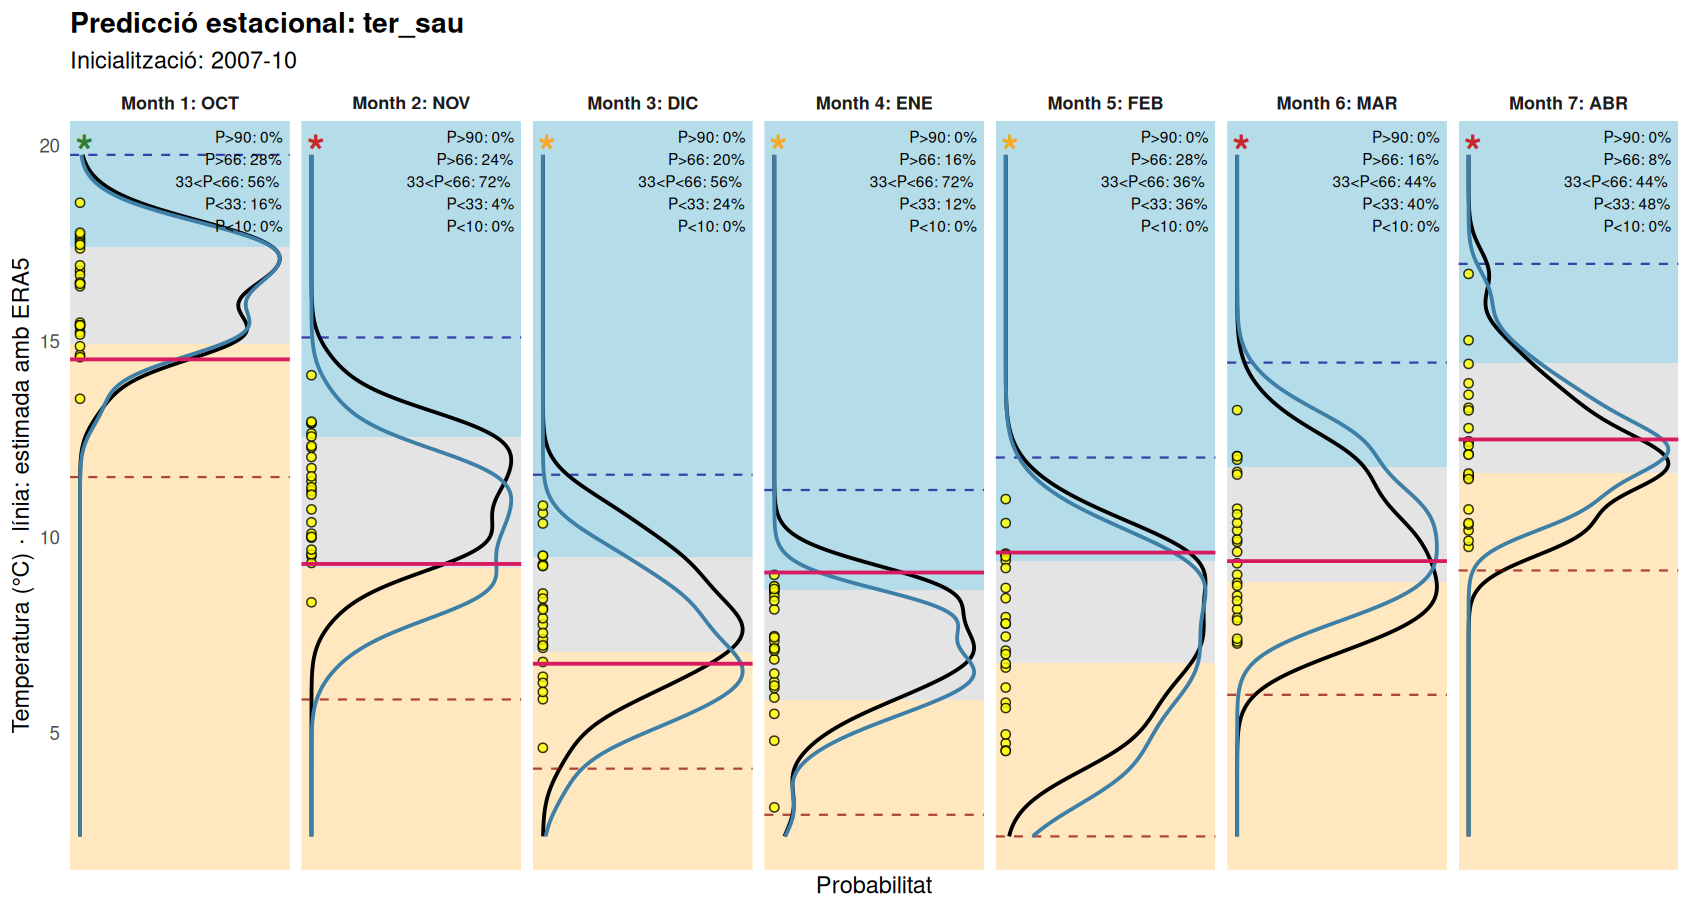 Predicció estacional: ter_sau
Inicialització: 2007-10
Month 1: OCT
Month 2: NOV
Month 3: DIC
Month 4: ENE
Month 5: FEB
Month 6: MAR
Month 7: ABR
P>90: 0%
P>66: 28%
33<P<66: 56%
P<33: 16%
P<10: 0%
P>90: 0%
P>66: 24%
33<P<66: 72%
P<33: 4%
P<10: 0%
P>90: 0%
P>66: 20%
33<P<66: 56%
P<33: 24%
P<10: 0%
P>90: 0%
P>66: 16%
33<P<66: 72%
P<33: 12%
P<10: 0%
P>90: 0%
P>66: 28%
33<P<66: 36%
P<33: 36%
P<10: 0%
P>90: 0%
P>66: 16%
33<P<66: 44%
P<33: 40%
P<10: 0%
P>90: 0%
P>66: 8%
33<P<66: 44%
P<33: 48%
P<10: 0%
20
15
10
5
Temperatura (°C) · línia: estimada amb ERA5
Probabilitat